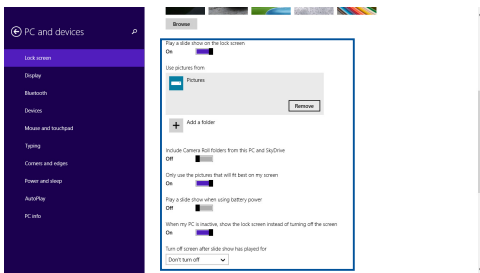 PC and devices
Lock screen
Display
Bluetooth
Devices
Mouse and touchpad
Typing
Corners and edges
Power and sleep
AutoPlay
PC info
Browse
Play a slide show on the lock screen
On
Use pictures from
Pictures
Remove
Add a folder
Include Camera Roll folders from this PC and SkyDrive
Off
Only use the pictures that will fit best on my screen
On
Play a slide show when using battery power
Off
When my PC is inactive, show the lock screen instead of turning off the screen
On
Turn off screen after slide show has played for
Don't turn off